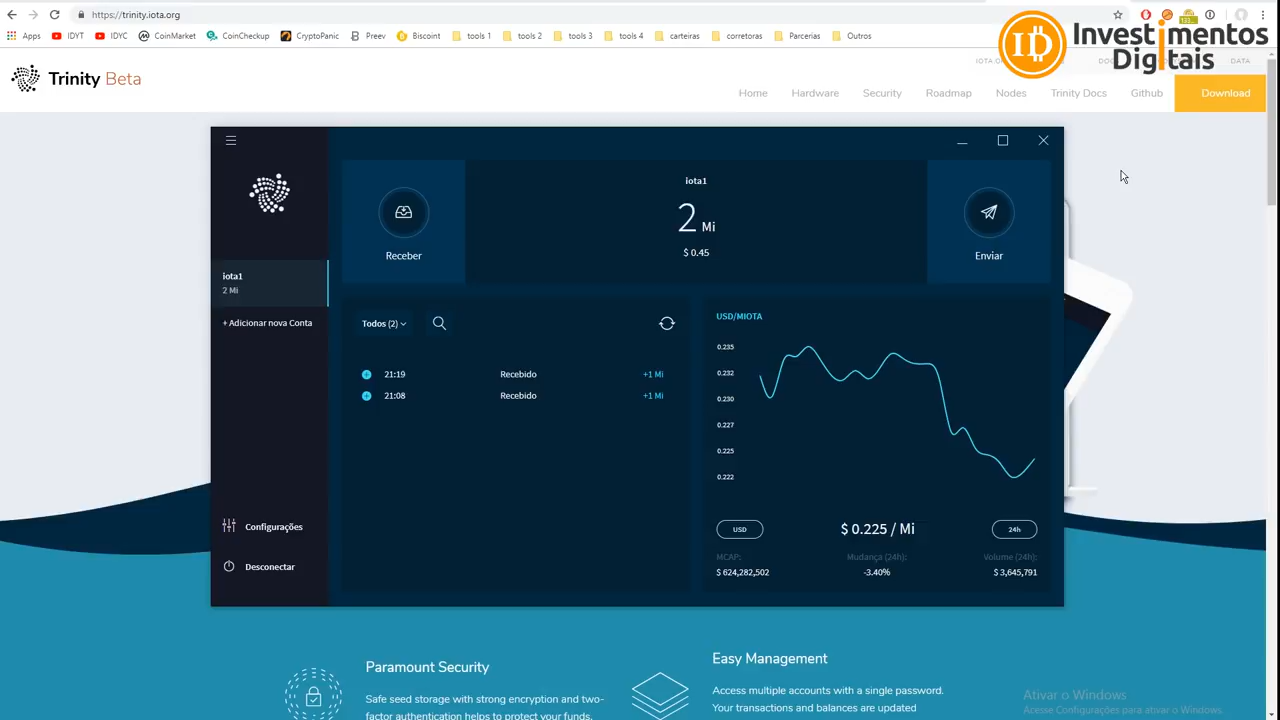 https://trinity.iota.org
Apps IDYT IDYC CoinMarket CoinCheckup CryptoPanic Preev Biscoint tools 1 tools 2 tools 3 tools 4 carteiras corretoras Parcerias Outros
ID Investimentos
Digitais
Trinity Beta
DATA
Home Hardware Security Roadmap Nodes Trinity Docs Github Download
iota1
2 Mi
$ 0.45
Receber
Enviar
iota1
2 Mi
+ Adicionar nova Conta
Configurações
Desconectar
Todos (2)
21:19 Recebido +1 Mi
21:08 Recebido +1 Mi
USD/MIOTA
0.235
0.232
0.230
0.227
0.225
0.222
USD $ 0.225 / Mi 24h
MCAP: Mudança (24h): Volume (24h):
$ 624,282,502 -3.40% $ 3,645,791
Paramount Security
Safe seed storage with strong encryption and two-
factor authentication helps to protect your funds.
Easy Management
Access multiple accounts with a single password.
Your transactions and balances are updated
Ativar o Windows
Acesse Configurações para ativar o Windows.